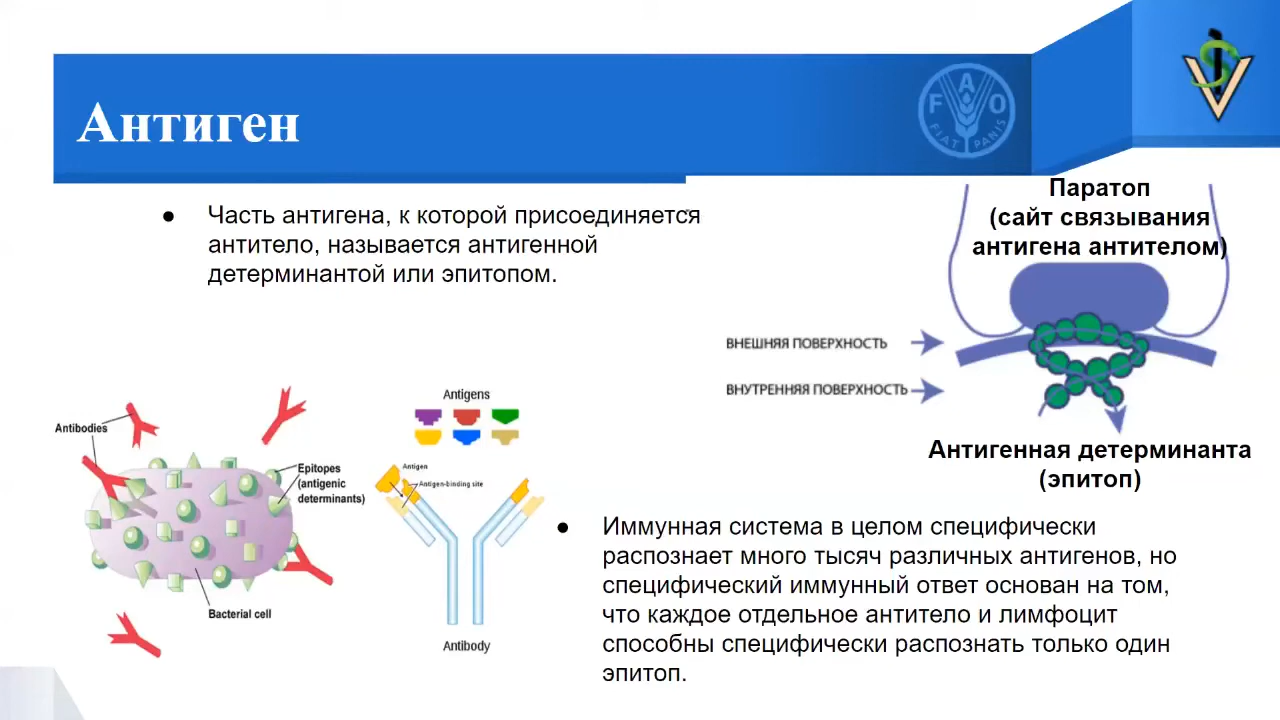 Антиген
FAO
FIAT PANIS
Часть антигена, к которой присоединяется
антитело, называется антигенной
детерминантой или эпитопом.
Паратоп
(сайт связывания
антигена антителом)
ВНЕШНЯЯ ПОВЕРХНОСТЬ
ВНУТРЕННЯЯ ПОВЕРХНОСТЬ
Антигенная детерминанта
(эпитоп)
Antibodies
Epitopes
(antigenic
determinants)
Bacterial cell
Antigens
Antigen
Antigen-binding site
Antibody
Иммунная система в целом специфически
распознает много тысяч различных антигенов, но
специфический иммунный ответ основан на том,
что каждое отдельное антитело и лимфоцит
способны специфически распознать только один
эпитоп.